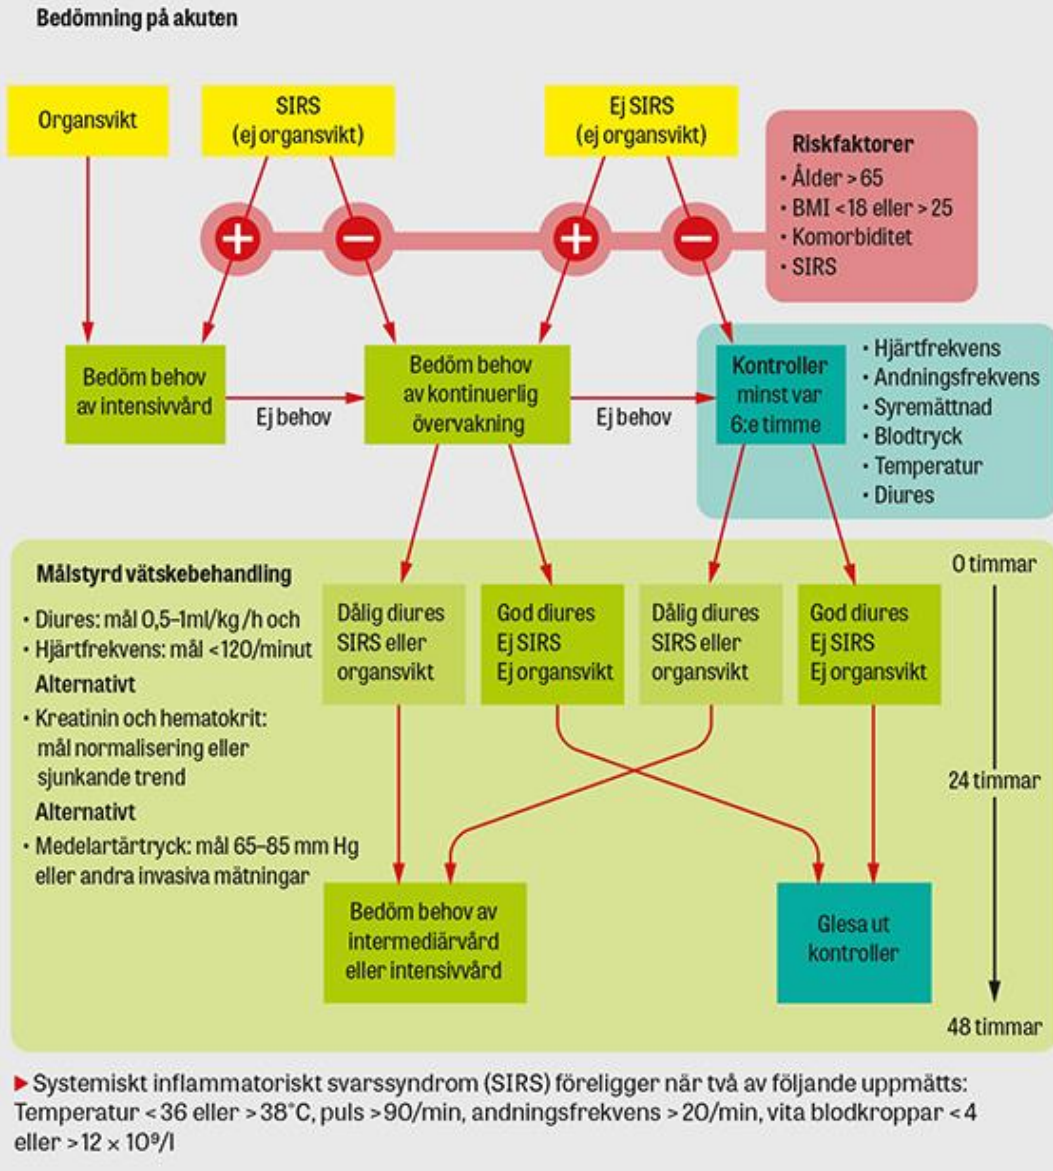 Bedömning på akuten
Organsvikt
SIRS
(ej organsvikt)
Ej SIRS
(ej organsvikt)
Riskfaktorer
• Ålder > 65
• BMI <18 eller > 25
• Komorbiditet
• SIRS
+
−
+
−
Bedöm behov
av intensivvård
Ej behov
Bedöm behov
av kontinuerlig
övervakning
Ej behov
Kontroller
minst var
6:e timme
• Hjärtfrekvens
• Andningsfrekvens
• Syremättnad
• Blodtryck
• Temperatur
• Diures
Målstyrd vätskebehandling
• Diures: mål 0,5–1ml/kg/h och
• Hjärtfrekvens: mål <120/minut
Alternativt
• Kreatinin och hematokrit:
mål normalisering eller
sjunkande trend
Alternativt
• Medelartärtryck: mål 65–85 mm Hg
eller andra invasiva mätningar
Dålig diures
SIRS eller
organsvikt
God diures
Ej SIRS
Ej organsvikt
Dålig diures
SIRS eller
organsvikt
God diures
Ej SIRS
Ej organsvikt
0 timmar
24 timmar
48 timmar
Bedöm behov av
intermediärvård
eller intensivvård
Glesa ut
kontroller
▶ Systemiskt inflammatoriskt svarssyndrom (SIRS) föreligger när två av följande uppmätts:
Temperatur <36 eller >38˚C, puls >90/min, andningsfrekvens >20/min, vita blodkroppar <4
eller >12 × 10⁹/l